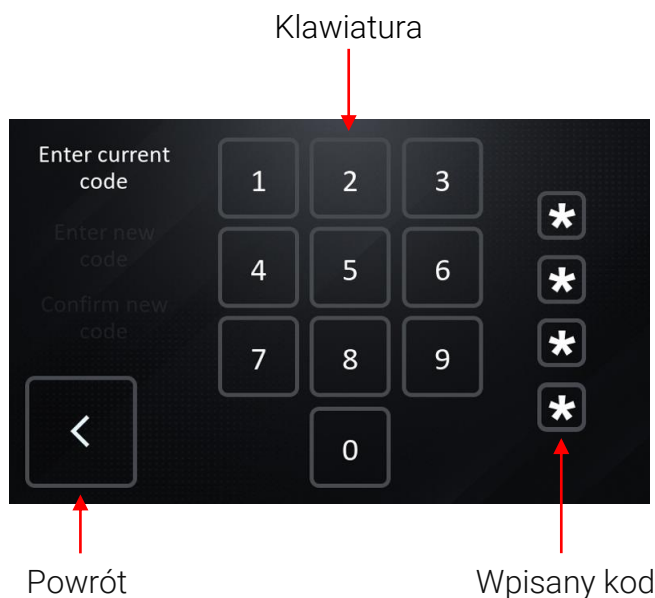 Klawiatura
Enter current
code
Enter new
code
Confirm new
code
1 2 3
4 5 6
7 8 9
0
<
*
*
*
*
Powrót
Wpisany kod